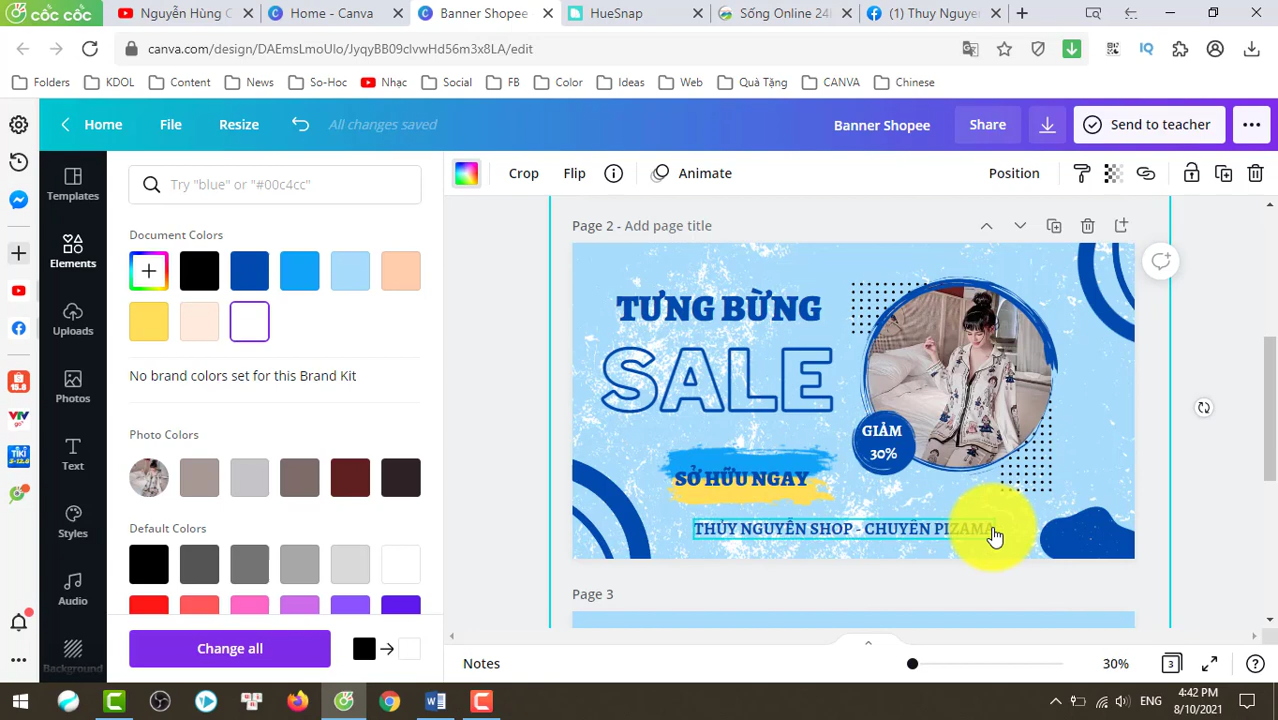 cốc cốc
Nguyễn Hùng C
Home - Canva
Banner Shopee
HueSnap
Sống Online 24h
(1) Thuy Nguyen
canva.com/design/DAEmsLmoUlo/JyqyBB09clvwHd56m3x8LA/edit
Folders
KDOL
Content
News
So-Hoc
Nhạc
Social
FB
Color
Ideas
Web
Quà Tặng
CANVA
Chinese
Home
File
Resize
All changes saved
Banner Shopee
Share
Send to teacher
Templates
Elements
Uploads
Photos
Text
Styles
Audio
Background
Try "blue" or "#00c4cc"
Document Colors
No brand colors set for this Brand Kit
Photo Colors
Default Colors
Change all
Crop
Flip
Animate
Position
Page 2 - Add page title
TƯNG BỪNG
SALE
GIẢM
30%
SỞ HỮU NGAY
THỦY NGUYỄN SHOP - CHUYÊN PIZAMA
Page 3
Notes
30%
3
ENG
4:42 PM
8/10/2021